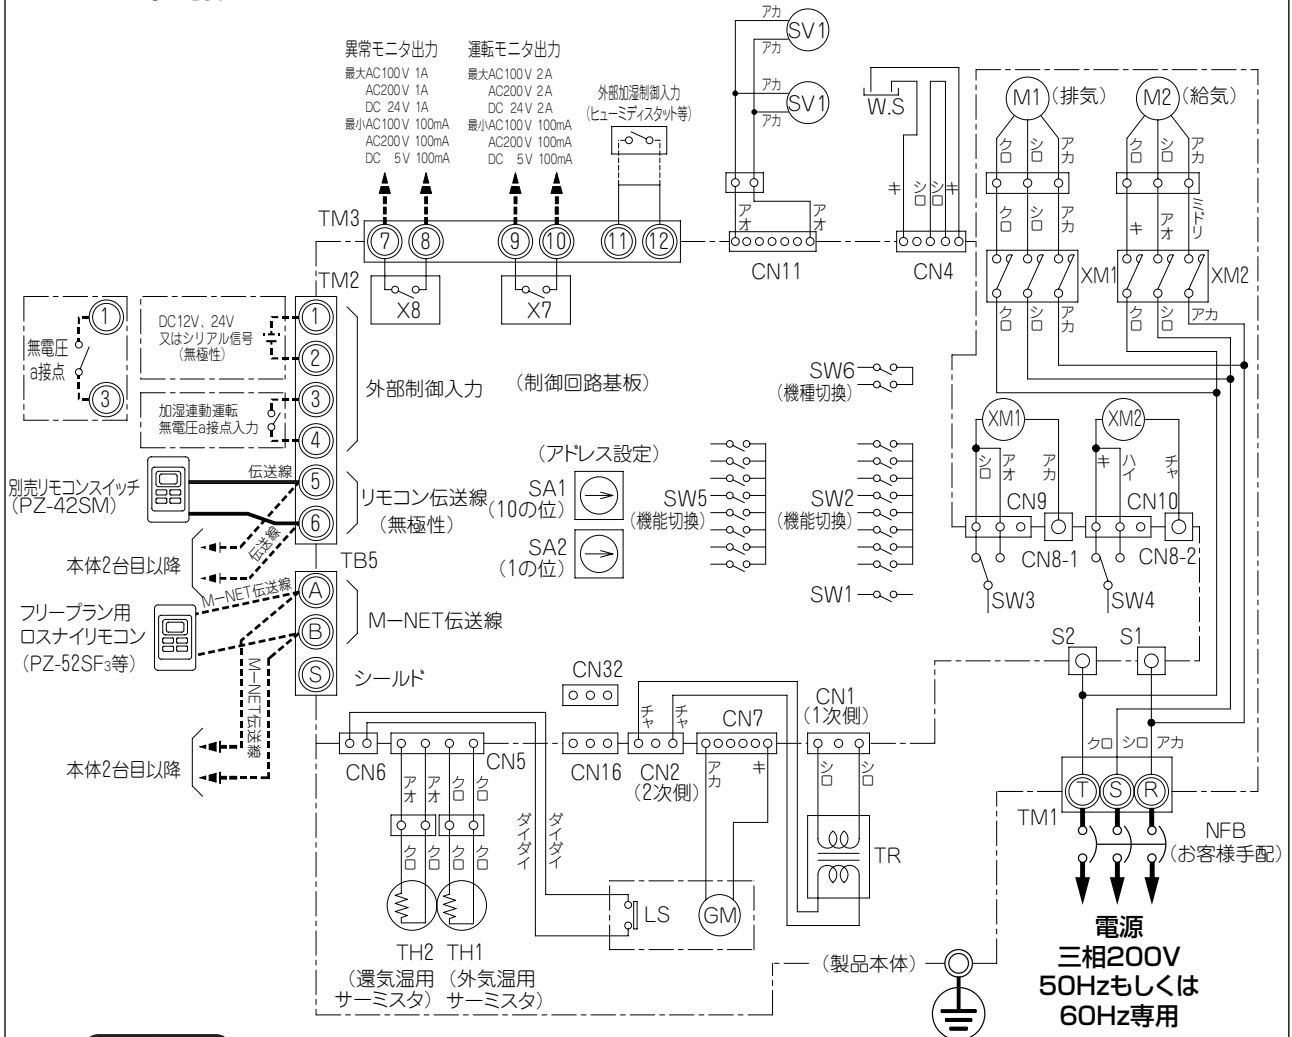 異常モニタ出力
最大AC100V 1A
AC200V 1A
DC 24V 1A
最小AC100V 100mA
AC200V 100mA
DC 5V 100mA
運転モニタ出力
最大AC100V 2A
AC200V 2A
DC 24V 2A
最小AC100V 100mA
AC200V 100mA
DC 5V 100mA
外部加湿制御入力
(ヒューミディスタット等)
アカ
SV1
アカ
アカ
SV1
アカ
W.S
M1
(排気)
M2
(給気)
クロ
シロ
アカ
クロ
シロ
アカ
キ
シロ
シロ
キ
アオ
アオ
クロ
シロ
アカ
キ
アオ
ミドリ
TM3
7
8
9
10
11
12
CN11
CN4
XM1
XM2
TM2
X8
X7
クロ
シロ
アカ
クロ
シロ
アカ
1
無電圧
a接点
3
DC12V、24V
又はシリアル信号
(無極性)
1
2
3
4
外部制御入力
(制御回路基板)
加湿連動運転
無電圧a接点入力
SW6
(機種切換)
XM1
XM2
シロ
アオ
アカ
キ
ハイ
チャ
別売リモコンスイッチ
(PZ-42SM)
伝送線
伝送線
5
6
リモコン伝送線
(無極性)
(アドレス設定)
SA1
(10の位)
SA2
(1の位)
SW5
(機能切換)
SW2
(機能切換)
SW1
CN9
CN10
CN8-1
CN8-2
SW3
SW4
本体2台目以降
TB5
M-NET伝送線
フリープラン用
ロスナイリモコン
(PZ-52SF3等)
A
B
S
M-NET伝送線
シールド
M-NET伝送線
本体2台目以降
S2
S1
CN32
チャ
チャ
CN7
CN1
(1次側)
CN6
CN5
CN16
CN2
(2次側)
アカ
キ
シロ
シロ
クロ
シロ
アカ
T
S
R
TM1
アオ
アオ
クロ
クロ
ダイダイ
ダイダイ
クロ
クロ
クロ
クロ
TR
NFB
(お客様手配)
LS
GM
TH2
TH1
(還気温用
サーミスタ)
(外気温用
サーミスタ)
(製品本体)
電源
三相200V
50Hzもしくは
60Hz専用